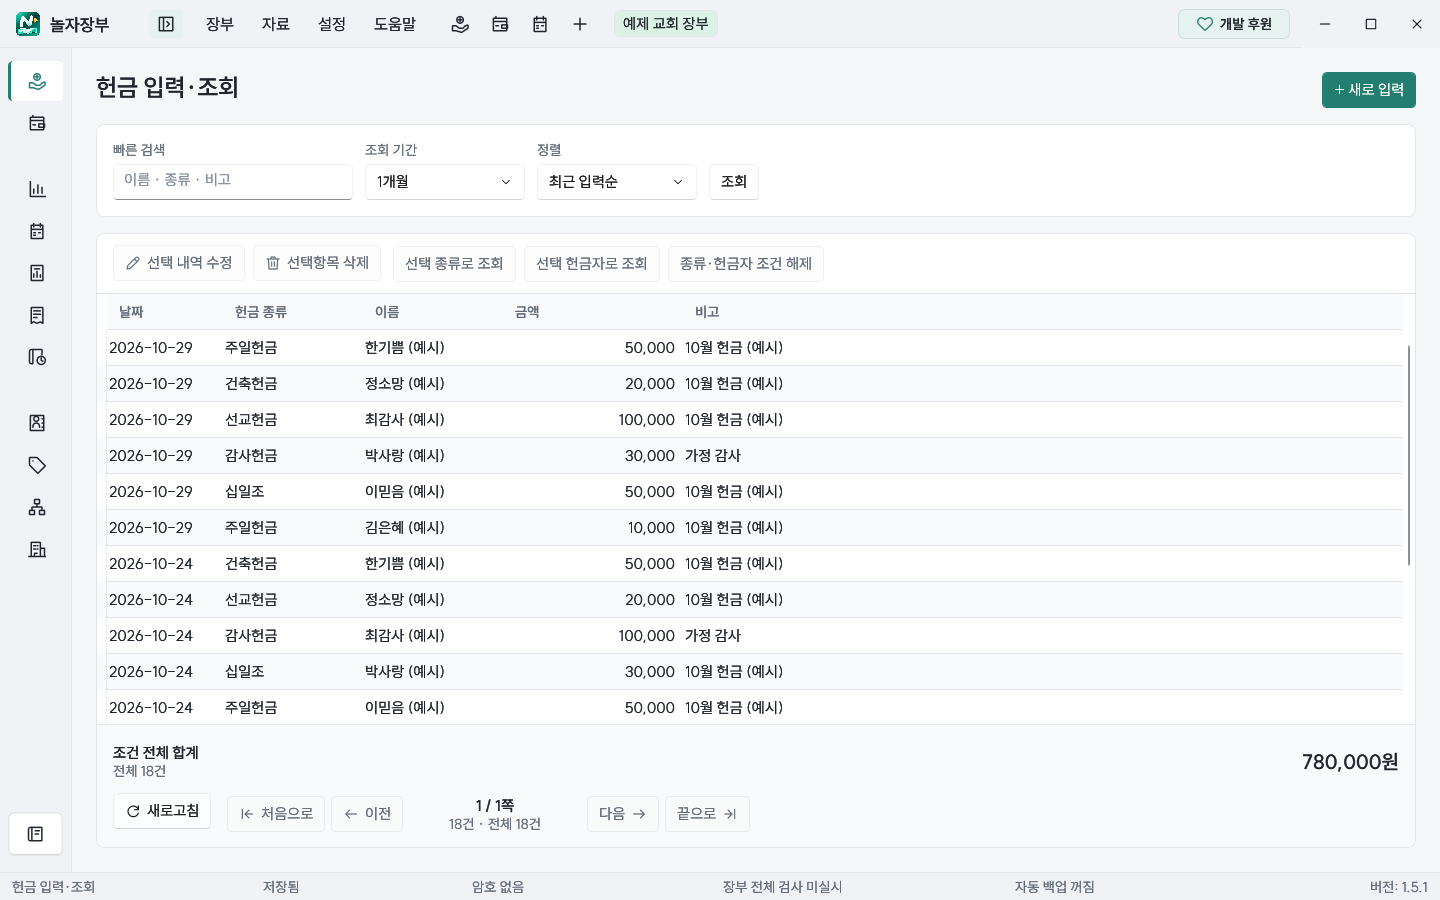 놀자장부 장부 자료 설정 도움말 예제 교회 장부 개발 후원
헌금 입력·조회
+ 새로 입력
빠른 검색 조회 기간 정렬
이름 · 종류 · 비고 1개월 최근 입력순 조회
선택 내역 수정 선택항목 삭제 선택 종류로 조회 선택 헌금자로 조회 종류·헌금자 조건 해제
날짜 헌금 종류 이름 금액 비고
2026-10-29 주일헌금 한기쁨 (예시) 50,000 10월 헌금 (예시)
2026-10-29 건축헌금 정소망 (예시) 20,000 10월 헌금 (예시)
2026-10-29 선교헌금 최감사 (예시) 100,000 10월 헌금 (예시)
2026-10-29 감사헌금 박사랑 (예시) 30,000 가정 감사
2026-10-29 십일조 이믿음 (예시) 50,000 10월 헌금 (예시)
2026-10-29 주일헌금 김은혜 (예시) 10,000 10월 헌금 (예시)
2026-10-24 건축헌금 한기쁨 (예시) 50,000 10월 헌금 (예시)
2026-10-24 선교헌금 정소망 (예시) 20,000 10월 헌금 (예시)
2026-10-24 감사헌금 최감사 (예시) 100,000 가정 감사
2026-10-24 십일조 박사랑 (예시) 30,000 10월 헌금 (예시)
2026-10-24 주일헌금 이믿음 (예시) 50,000 10월 헌금 (예시)
조건 전체 합계
전체 18건
780,000원
새로고침 처음으로 이전 1 / 1쪽 다음 끝으로
18건 · 전체 18건
헌금 입력·조회 저장됨 암호 없음 장부 전체 검사 미실시 자동 백업 꺼짐 버전: 1.5.1